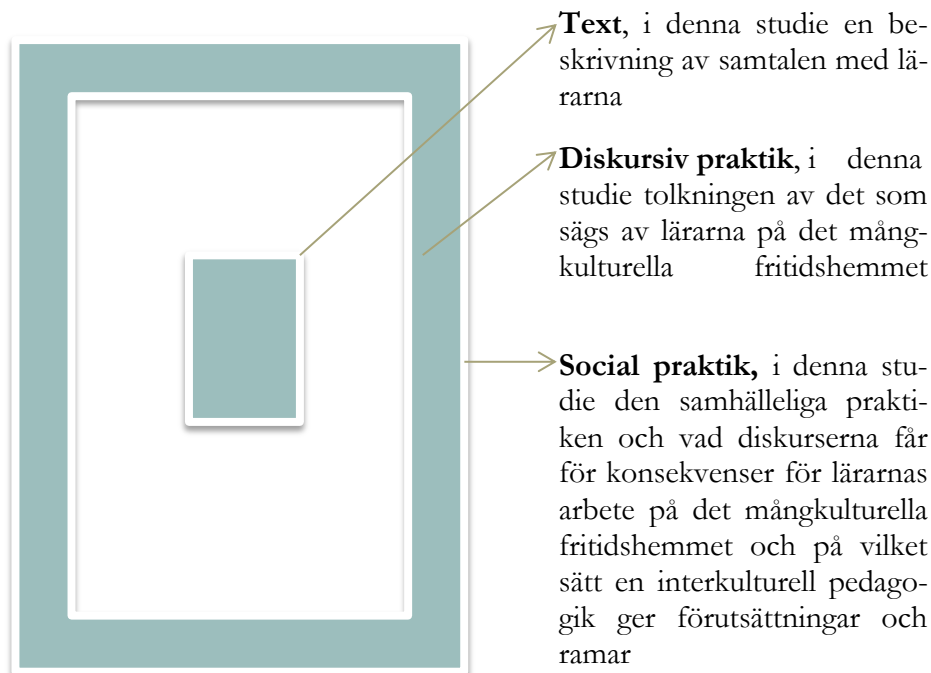 Text, i denna studie en be-
skrivning av samtalen med lä-
rarna
Diskursiv praktik, i denna
studie tolkningen av det som
sägs av lärarna på det mång-
kulturella fritidshemmet
Social praktik, i denna stu-
die den samhälleliga prakti-
ken och vad diskurserna får
för konsekvenser för lärarnas
arbete på det mångkulturella
fritidshemmet och på vilket
sätt en interkulturell pedago-
gik ger förutsättningar och
ramar